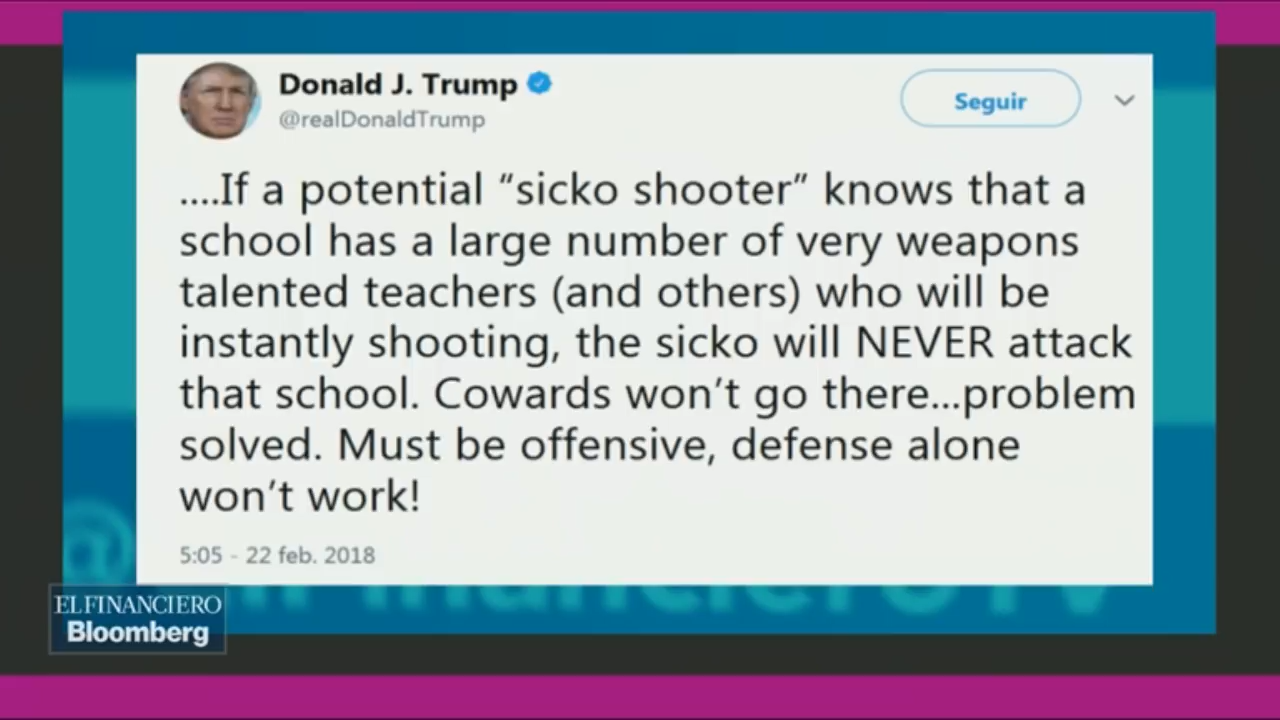 Donald J. Trump
@realDonaldTrump
Seguir
....If a potential “sicko shooter” knows that a
school has a large number of very weapons
talented teachers (and others) who will be
instantly shooting, the sicko will NEVER attack
that school. Cowards won’t go there...problem
solved. Must be offensive, defense alone
won’t work!
5:05 - 22 feb. 2018
EL FINANCIERO
Bloomberg